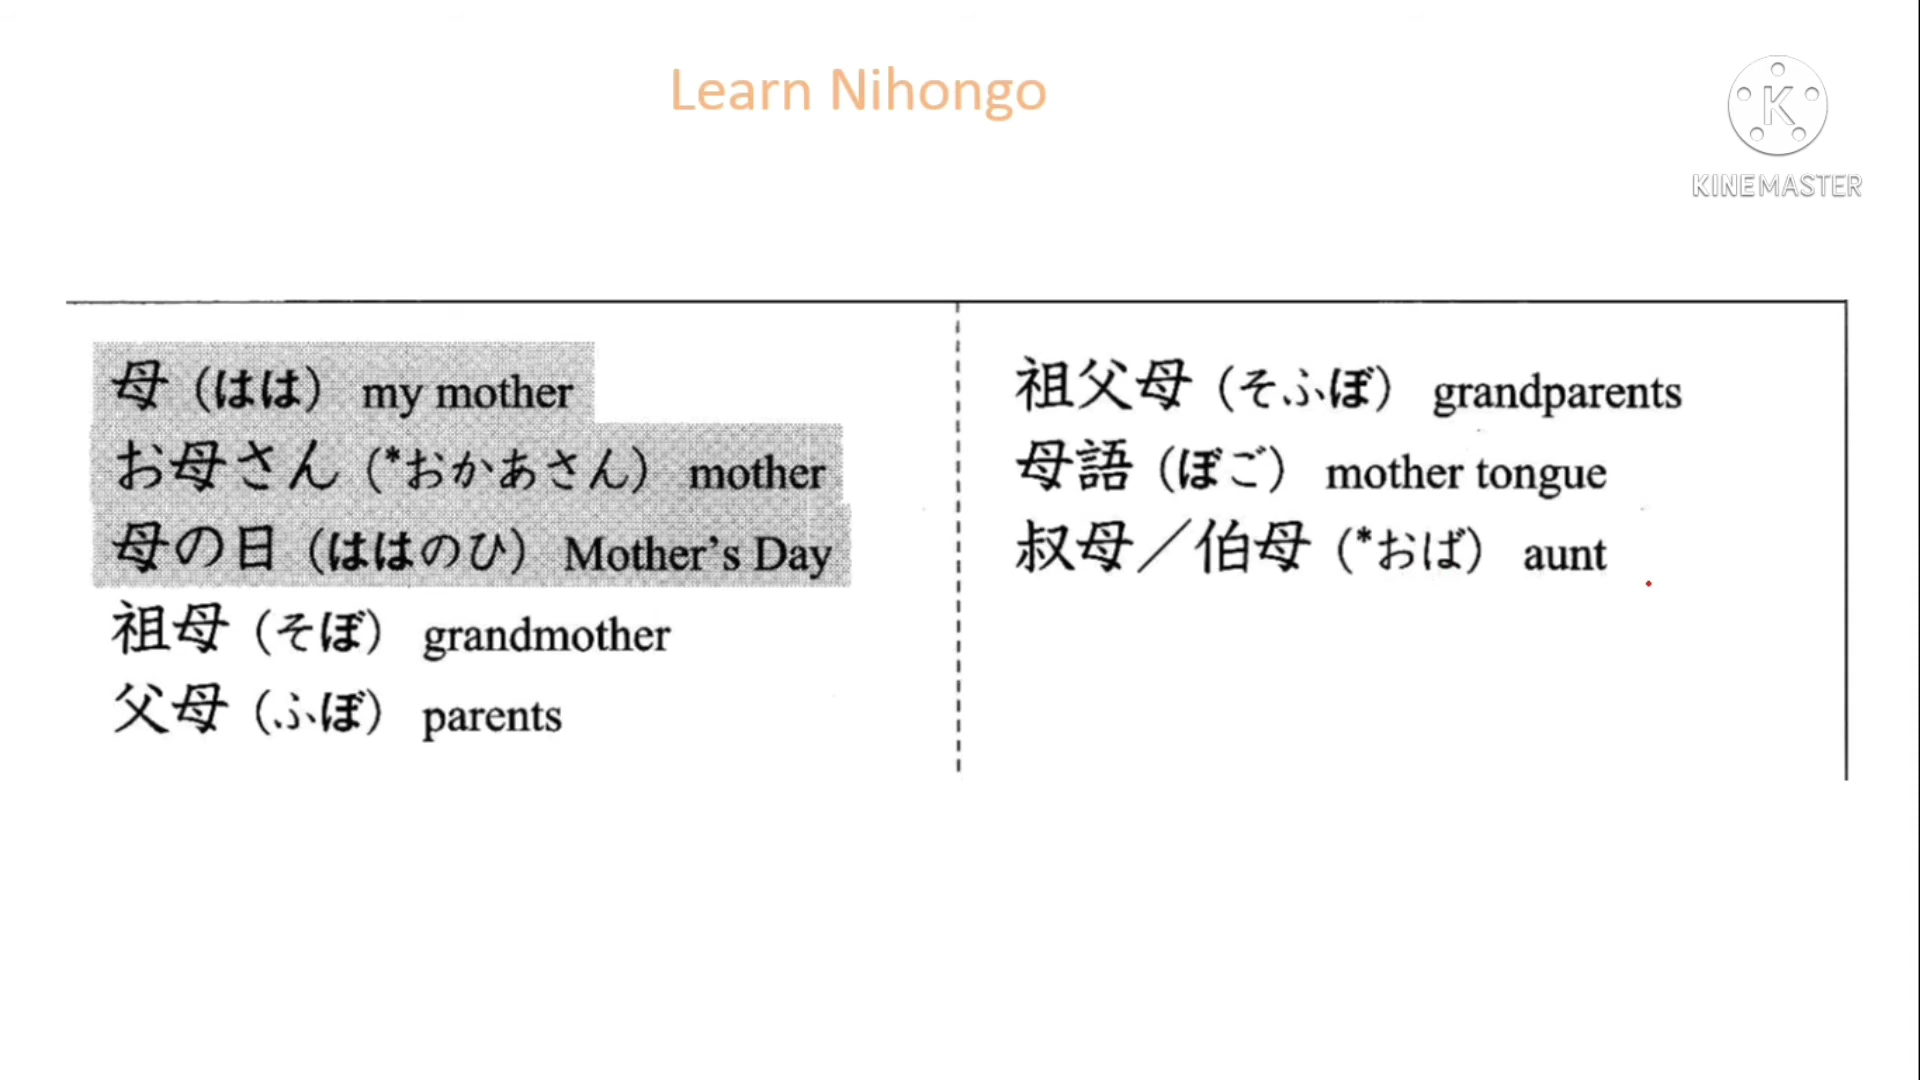 Learn Nihongo
K
KINEMASTER
母（はは） my mother
お母さん（*おかあさん） mother
母の日（ははのひ） Mother's Day
祖母（そぼ） grandmother
父母（ふぼ） parents
祖父母（そふぼ） grandparents
母語（ぼご） mother tongue
叔母／伯母（*おば） aunt